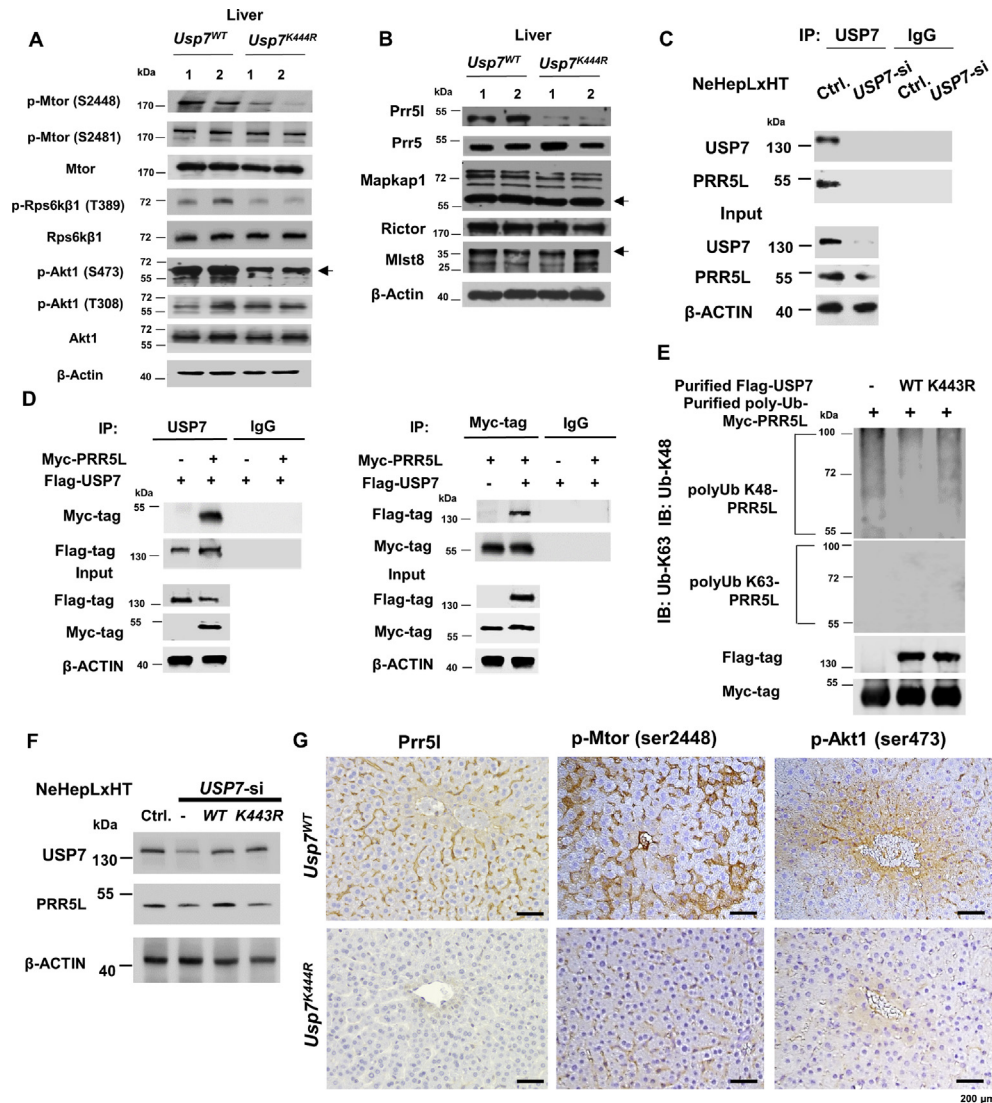 A
Liver
Usp7WT Usp7K444R
kDa 1 2 1 2
p-Mtor (S2448) 170
p-Mtor (S2481) 170
Mtor 170
p-Rps6kβ1 (T389) 72
Rps6kβ1 72
p-Akt1 (S473) 72 55
p-Akt1 (T308) 72 55
Akt1 72 55
β-Actin 40
B
Liver
Usp7WT Usp7K444R
kDa 1 2 1 2
Prr5l 55
Prr5 55
Mapkap1 72 55
Rictor 170
Mlst8 35 25
β-Actin 40
C
IP: USP7 IgG
NeHepLxHT Ctrl. USP7-si Ctrl. USP7-si
kDa
USP7 130
PRR5L 55
Input
USP7 130
PRR5L 55
β-ACTIN 40
D
IP: USP7 IgG
Myc-PRR5L - + - +
Flag-USP7 + + + +
kDa
Myc-tag 55
Flag-tag 130
Input
Flag-tag 130
Myc-tag 55
β-ACTIN 40
IP: Myc-tag IgG
Myc-PRR5L + + - +
Flag-USP7 - + + +
kDa
Flag-tag 130
Myc-tag 55
Input
Flag-tag 130
Myc-tag 55
β-ACTIN 40
E
Purified Flag-USP7 - WT K443R
Purified poly-Ub-
Myc-PRR5L kDa + + +
IB: Ub-K48
polyUb K48-
PRR5L
100
72
55
IB: Ub-K63
polyUb K63-
PRR5L
100
72
55
Flag-tag 130
Myc-tag 55
F
NeHepLxHT USP7-si
kDa Ctrl. - WT K443R
USP7 130
PRR5L 55
β-ACTIN 40
G
Prr5l p-Mtor (ser2448) p-Akt1 (ser473)
Usp7WT
Usp7K444R
200 μm